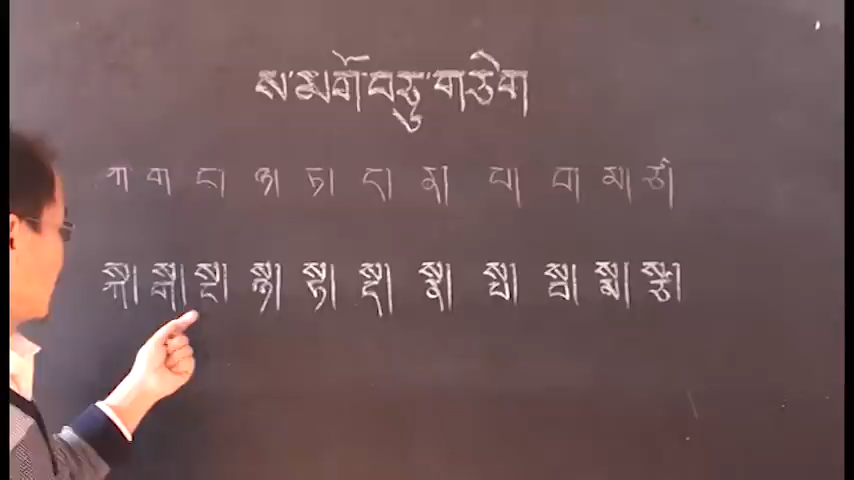 ས་མགོ་བཅུ་གཅིག
ཀ ག ང། ཉ། ཏ། ད། ན། པ། བ། མ། ཙ།
སྐ། སྒ། སྔ། སྙ། སྟ། སྡ། སྣ། སྤ། སྦ། སྨ། སྩ།